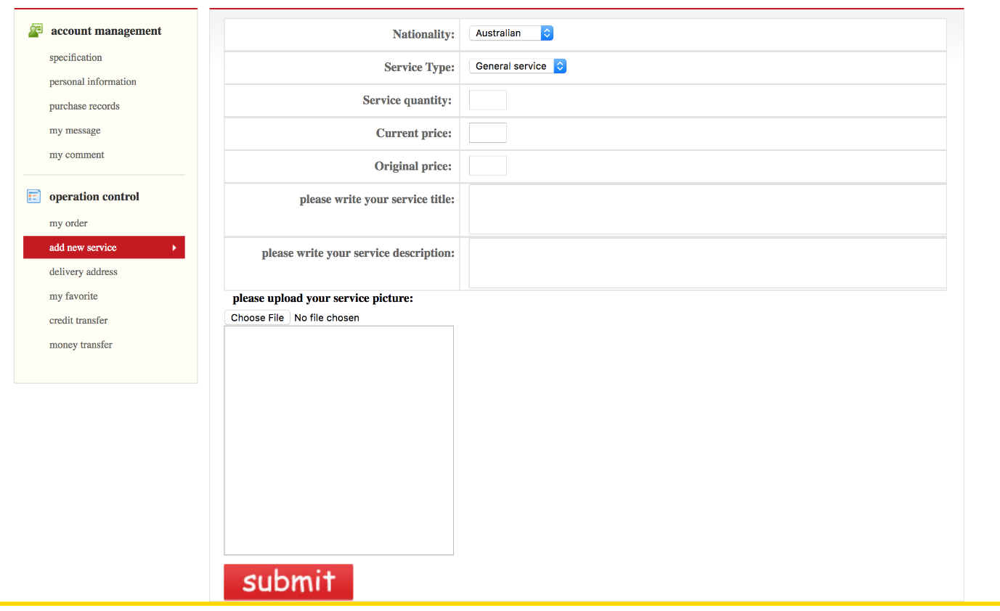 account management
specification
personal information
purchase records
my message
my comment
operation control
my order
add new service
delivery address
my favorite
credit transfer
money transfer
Nationality: Australian
Service Type: General service
Service quantity:
Current price:
Original price:
please write your service title:
please write your service description:
please upload your service picture:
Choose File No file chosen
submit